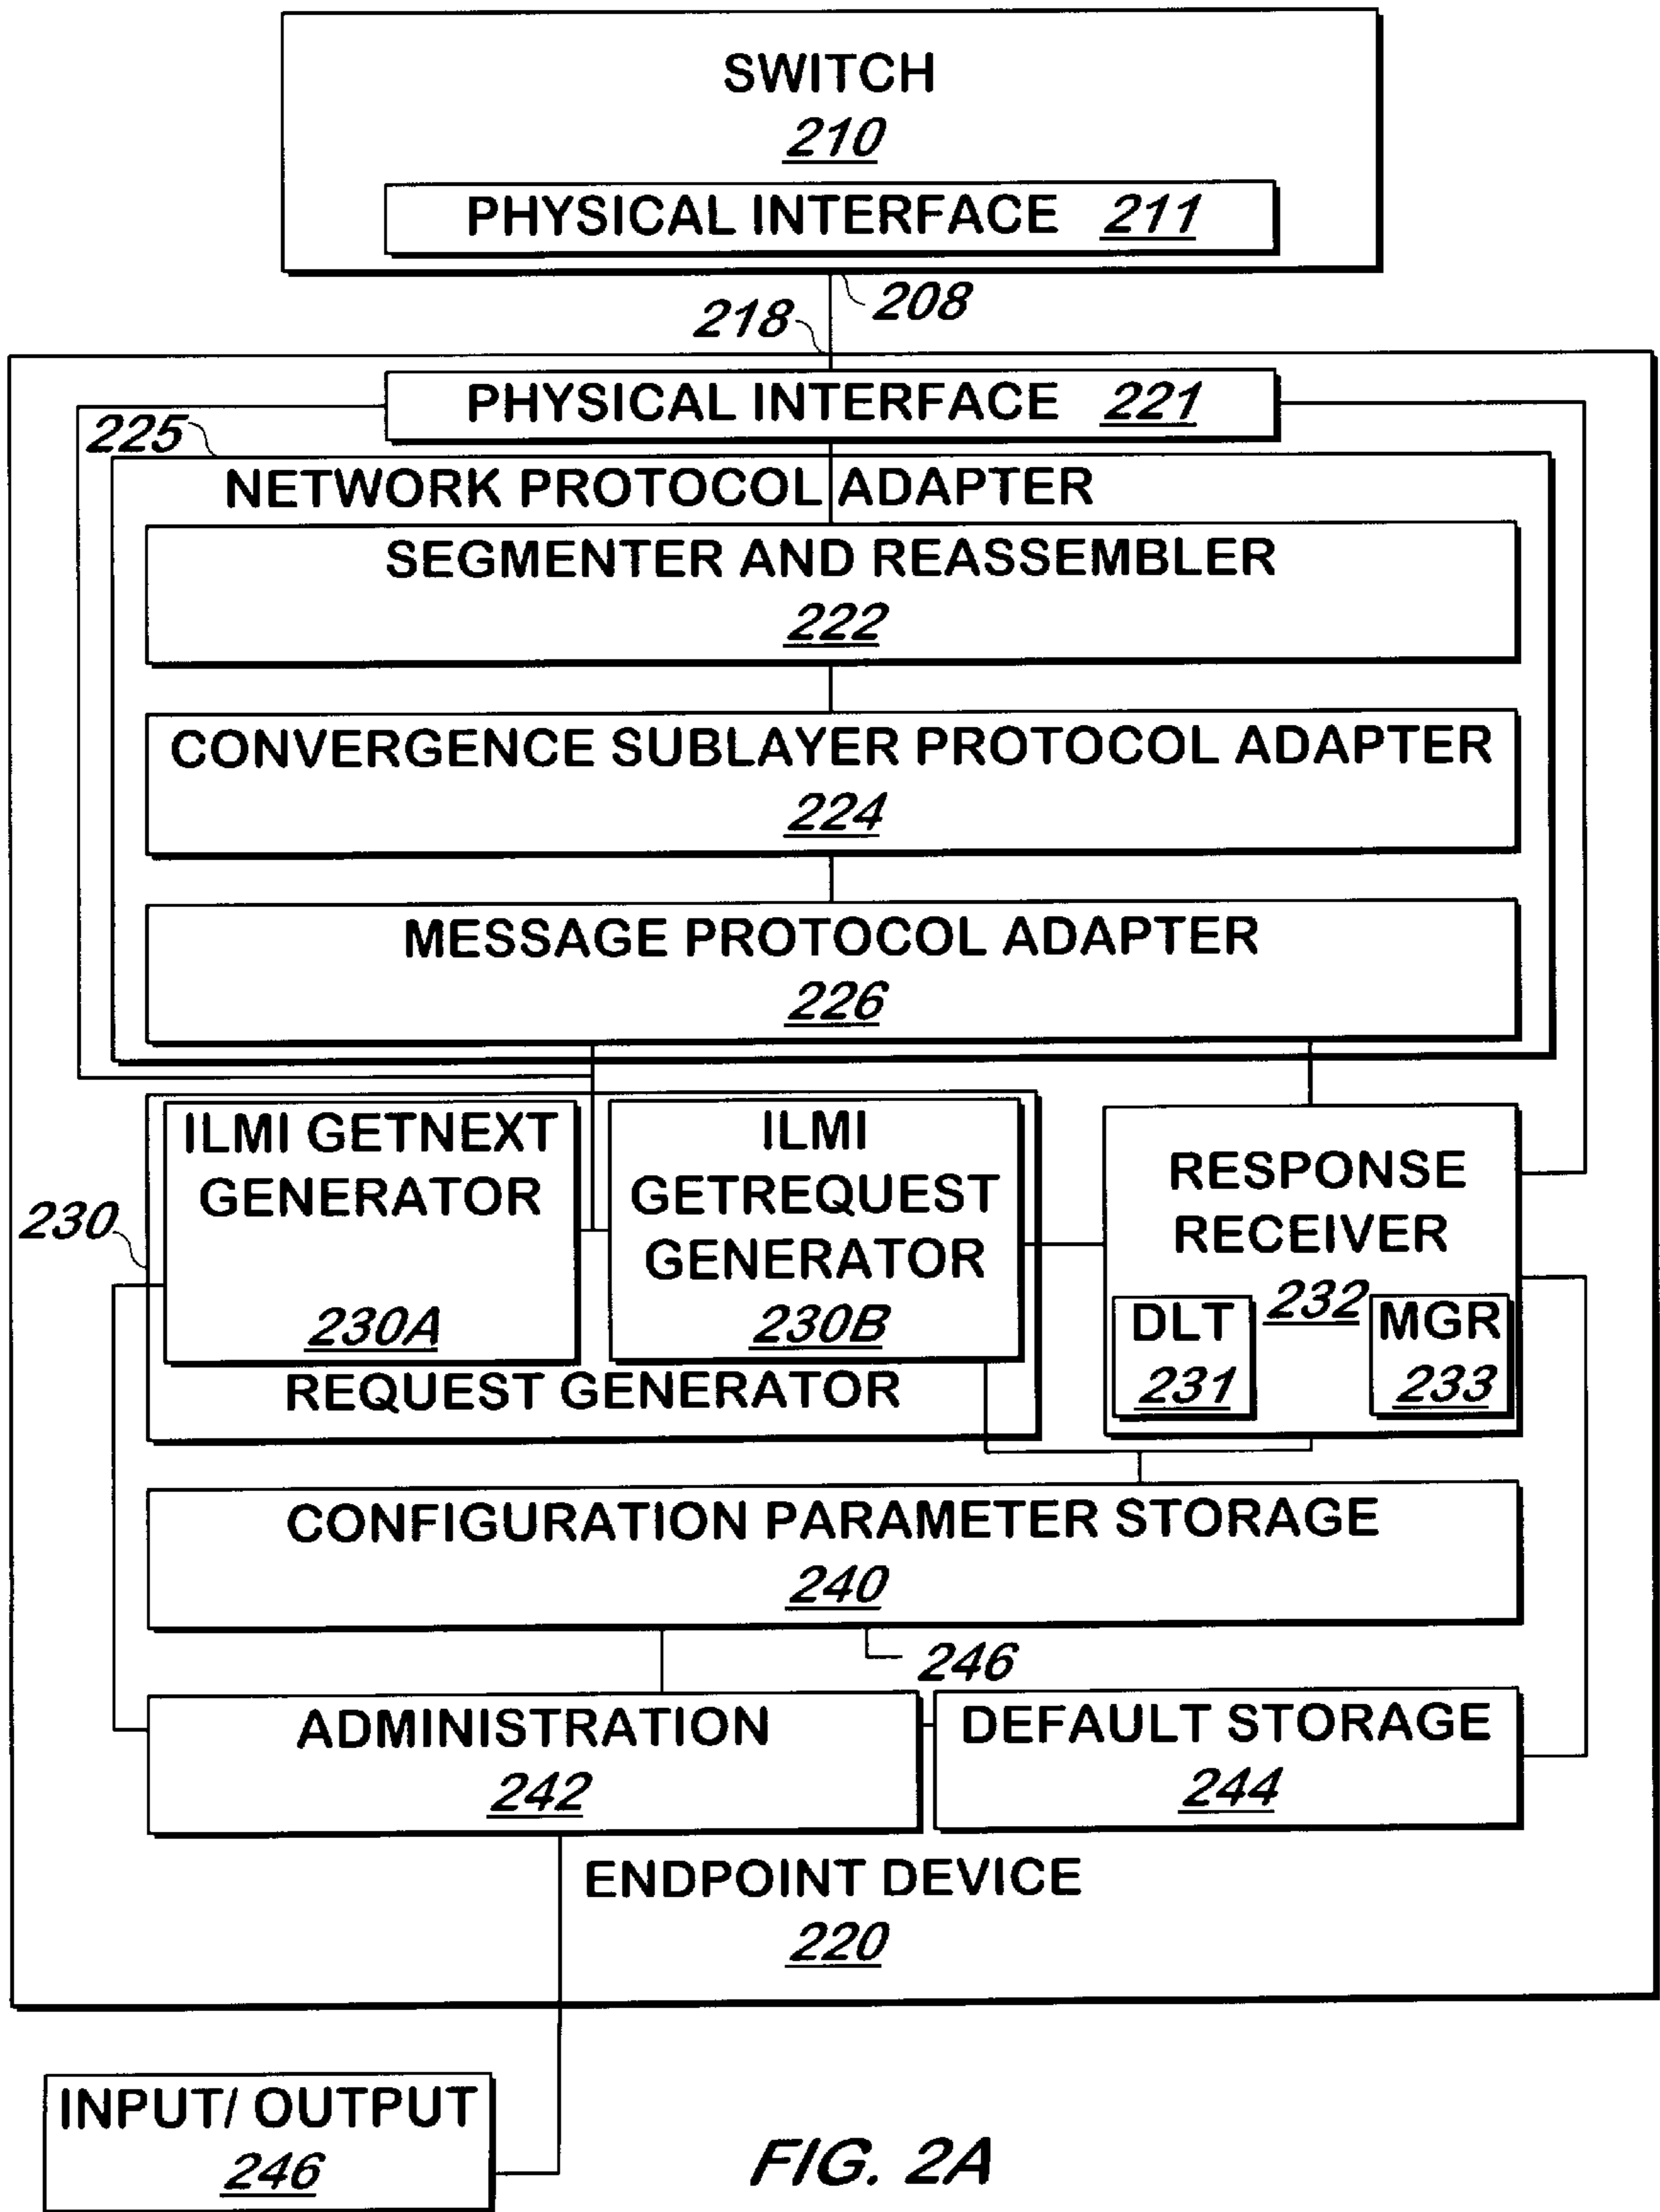 SWITCH
210
PHYSICAL INTERFACE 211
208
218
PHYSICAL INTERFACE 221
225
NETWORK PROTOCOL ADAPTER
SEGMENTER AND REASSEMBLER
222
CONVERGENCE SUBLAYER PROTOCOL ADAPTER
224
MESSAGE PROTOCOL ADAPTER
226
ILMI GETNEXT
GENERATOR
230A
ILMI
GETREQUEST
GENERATOR
230B
230
REQUEST GENERATOR
RESPONSE
RECEIVER
232
DLT
231
MGR
233
CONFIGURATION PARAMETER STORAGE
240
246
ADMINISTRATION
242
DEFAULT STORAGE
244
ENDPOINT DEVICE
220
INPUT/ OUTPUT
246
FIG. 2A